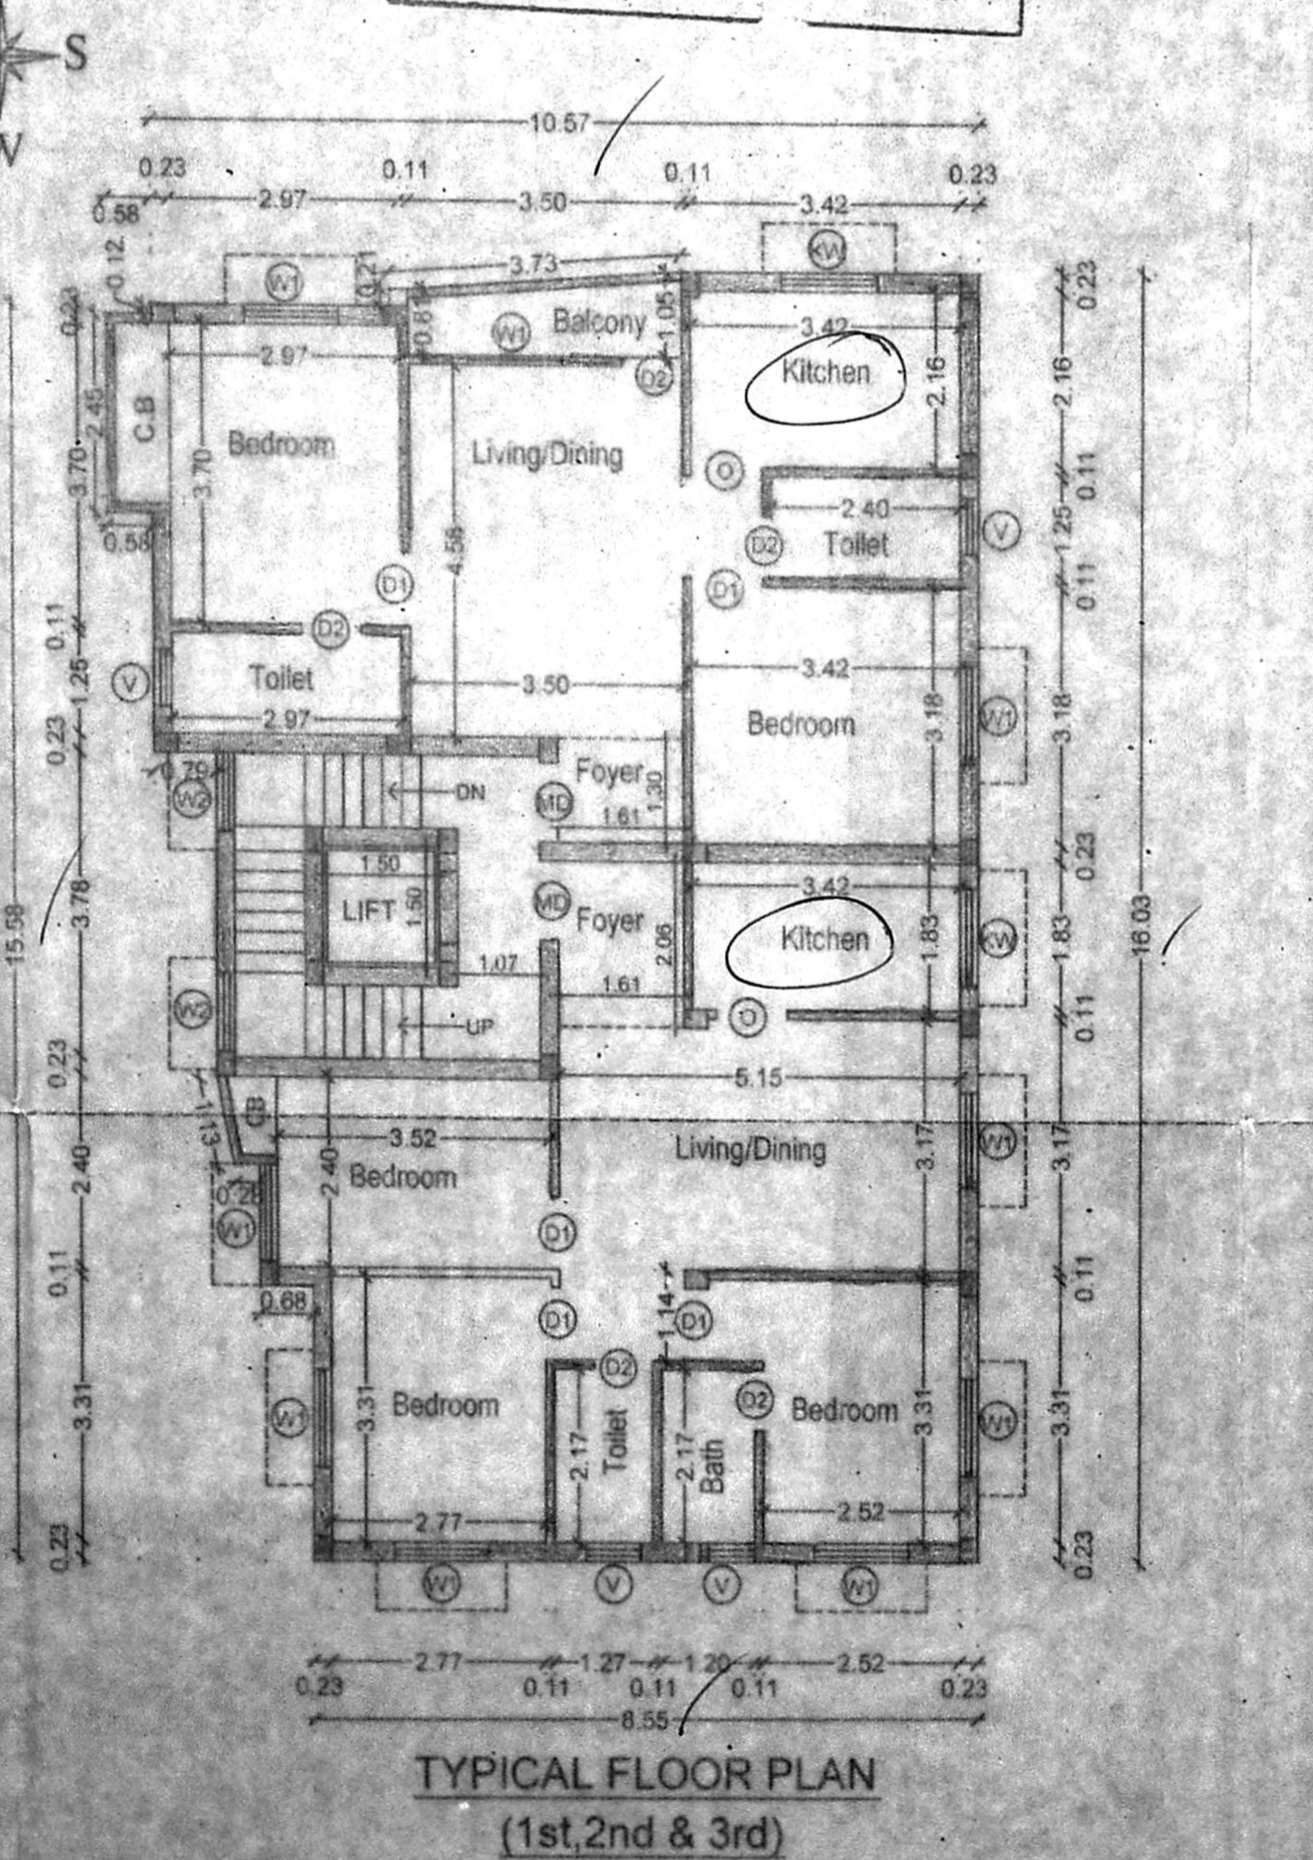 S
10.57
0.23 0.11 0.11 0.23
0.58 2.97 3.50 3.42
0.12 W1 0.21 3.73 KW
0.23 0.23
Balcony 1.05
W1 D2
2.97 3.42
Kitchen
2.16 2.16
C.B
2.45
3.70 3.70
Bedroom Living/Dining
O 0.11
2.40
0.58 4.58 D2 Toilet V 1.25
D1 D1 0.11
0.11 D2
Toilet 3.50 3.42
V 1.25
2.97
Bedroom 3.18 W1 3.18
0.23
0.79 Foyer
W2 DN MD 1.30
1.61
0.23
1.50 3.42
LIFT 1.50 MD Foyer Kitchen 1.83 KW 1.83
15.58 3.78 2.06 16.03
1.07 1.61
W2 UP O 0.11
0.23
5.15
CB
1.13 3.52 Living/Dining 3.17 W1 3.17
2.40 2.40 Bedroom
0.28
W1 D1
0.11 0.11
0.68 D1 1.14 D1
D2
D2
Bedroom Bedroom
W1 3.31 3.31 W1 3.31
3.31
2.17 Toilet 2.17 Bath
2.77 2.52
0.23 0.23
W1 V V W1
2.77 1.27 1.20 2.52
0.23 0.11 0.11 0.11 0.23
8.55
TYPICAL FLOOR PLAN
(1st,2nd & 3rd)